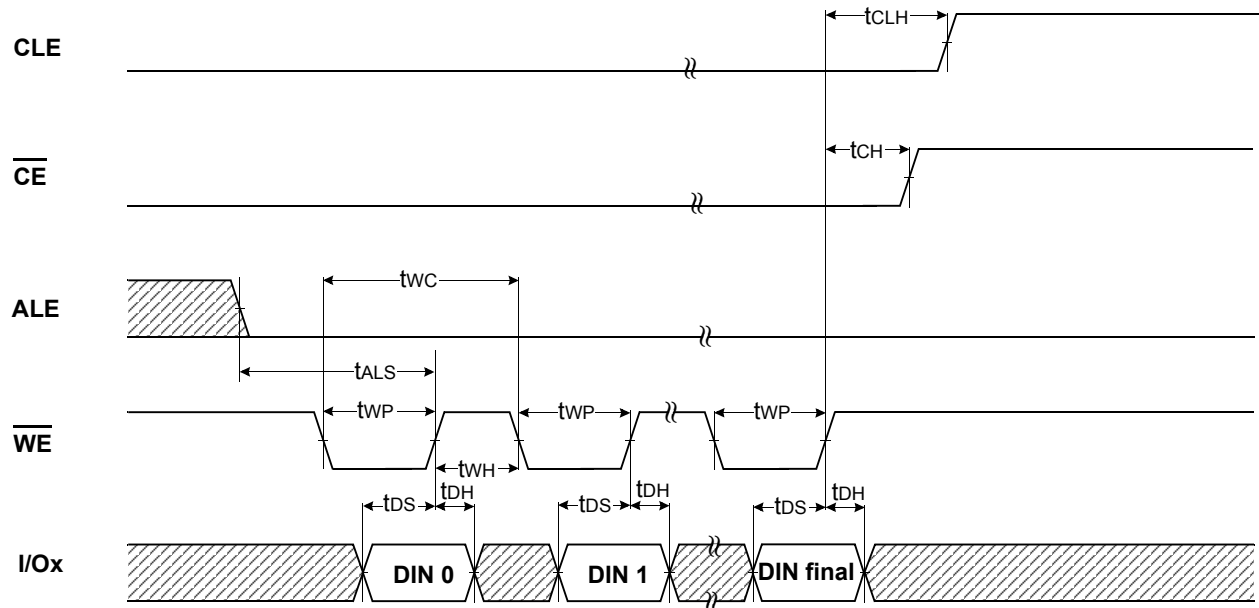 tCLH
CLE
tCH
CE
tWC
ALE
tALS
tWP tWP tWP
WE
tWH
tDS tDH tDS tDH tDS tDH
I/Ox DIN 0 DIN 1 DIN final